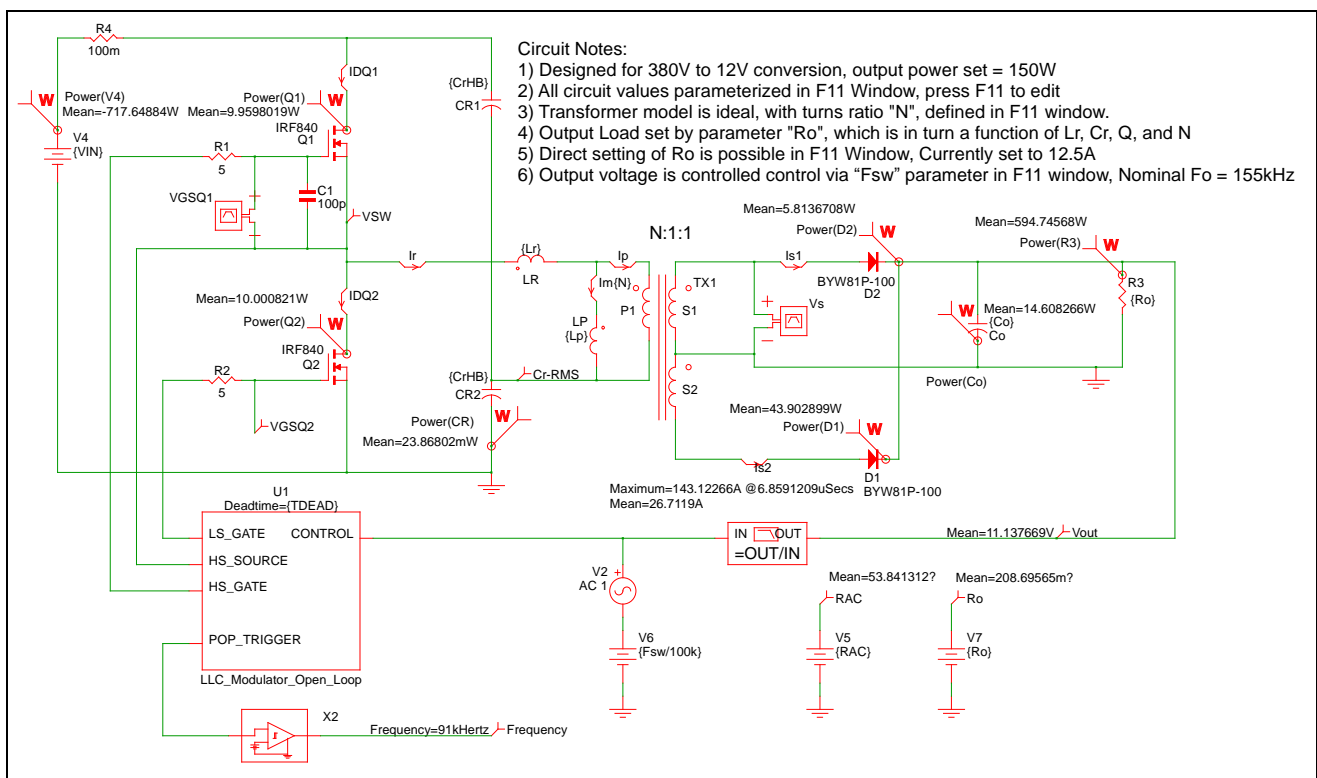 R4
100m
Circuit Notes:
1) Designed for 380V to 12V conversion, output power set = 150W
2) All circuit values parameterized in F11 Window, press F11 to edit
3) Transformer model is ideal, with turns ratio "N", defined in F11 window.
4) Output Load set by parameter "Ro", which is in turn a function of Lr, Cr, Q, and N
5) Direct setting of Ro is possible in F11 Window, Currently set to 12.5A
6) Output voltage is controlled control via “Fsw” parameter in F11 window, Nominal Fo = 155kHz
IDQ1
{CrHB}
CR1
W
Power(V4)
Mean=-717.64884W
V4
{VIN}
W
Power(Q1)
Mean=9.9598019W
IRF840
Q1
R1
5
C1
100p
VGSQ1
VSW
Mean=5.8136708W
Power(D2)
W
Mean=594.74568W
Power(R3)
W
N:1:1
Ir
{Lr}
LR
Ip
Im{N}
LP
{Lp}
P1
TX1
S1
S2
Is1
BYW81P-100
D2
Vs
R3
{Ro}
Mean=14.608266W
W
{Co}
Co
Power(Co)
Mean=10.000821W
IDQ2
Power(Q2)
W
IRF840
Q2
R2
5
VGSQ2
{CrHB}
CR2
Cr-RMS
Power(CR)
W
Mean=23.86802mW
Mean=43.902899W
Power(D1)
W
Is2
D1
BYW81P-100
Maximum=143.12266A @6.8591209uSecs
Mean=26.7119A
U1
Deadtime={TDEAD}
LS_GATE
CONTROL
HS_SOURCE
HS_GATE
POP_TRIGGER
LLC_Modulator_Open_Loop
IN
OUT
=OUT/IN
Mean=11.137669V
Vout
V2
AC 1
V6
{Fsw/100k}
Mean=53.841312?
RAC
V5
{RAC}
Mean=208.69565m?
Ro
V7
{Ro}
X2
Frequency=91kHertz
Frequency